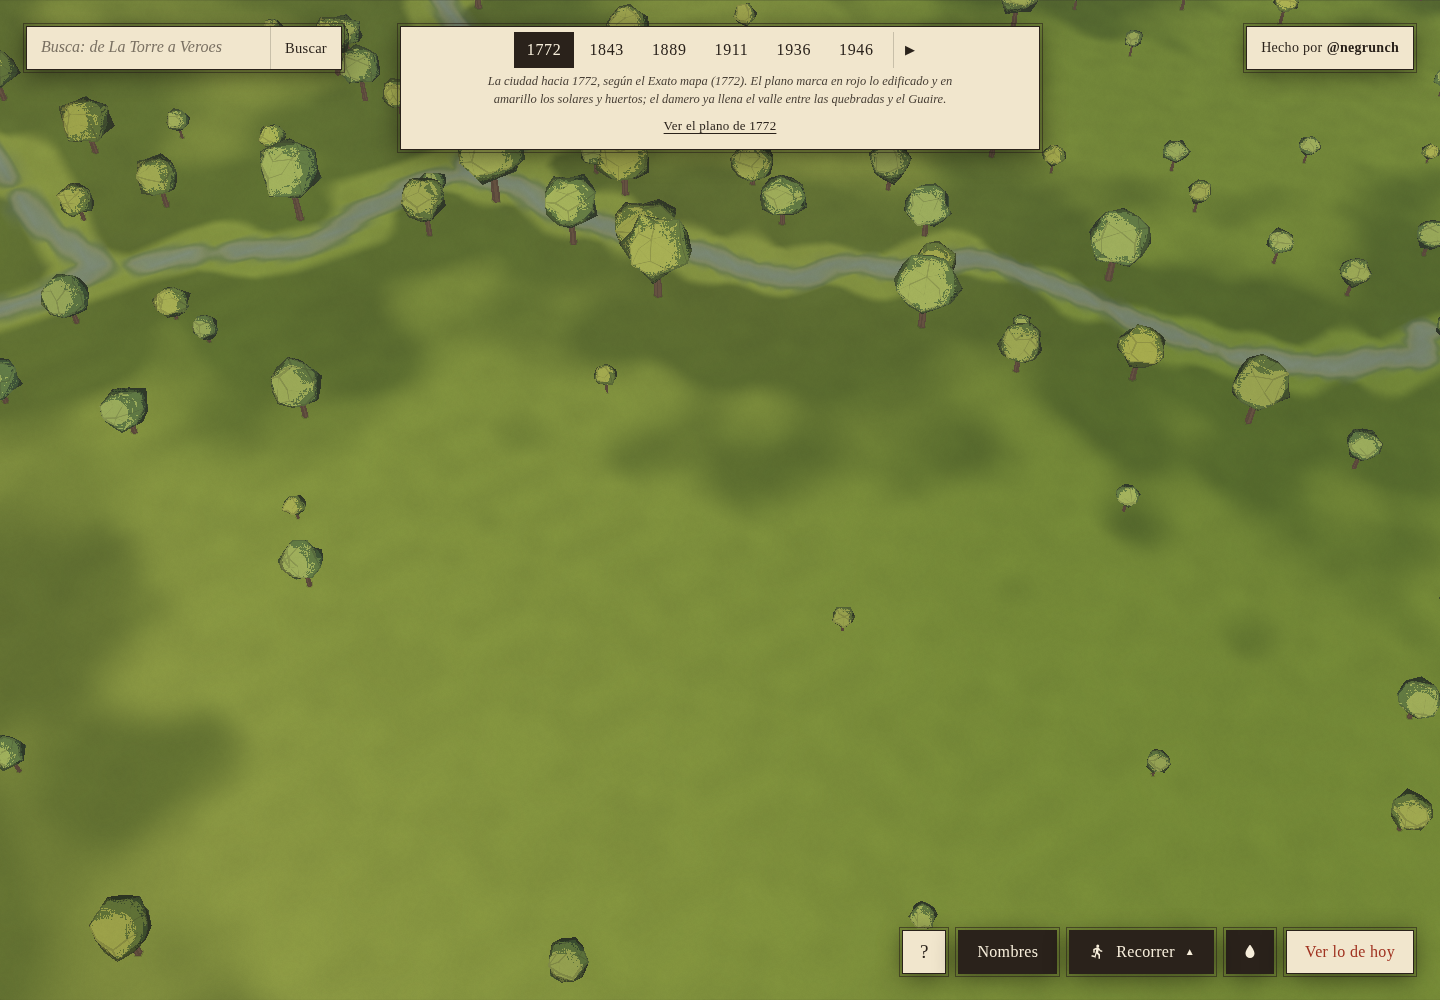 Busca: de La Torre a Veroes
Buscar
1772 1843 1889 1911 1936 1946 ▶
La ciudad hacia 1772, según el Exato mapa (1772). El plano marca en rojo lo edificado y en
amarillo los solares y huertos; el damero ya llena el valle entre las quebradas y el Guaire.
Ver el plano de 1772
Hecho por @negrunch
?
Nombres
Recorrer ▲
Ver lo de hoy